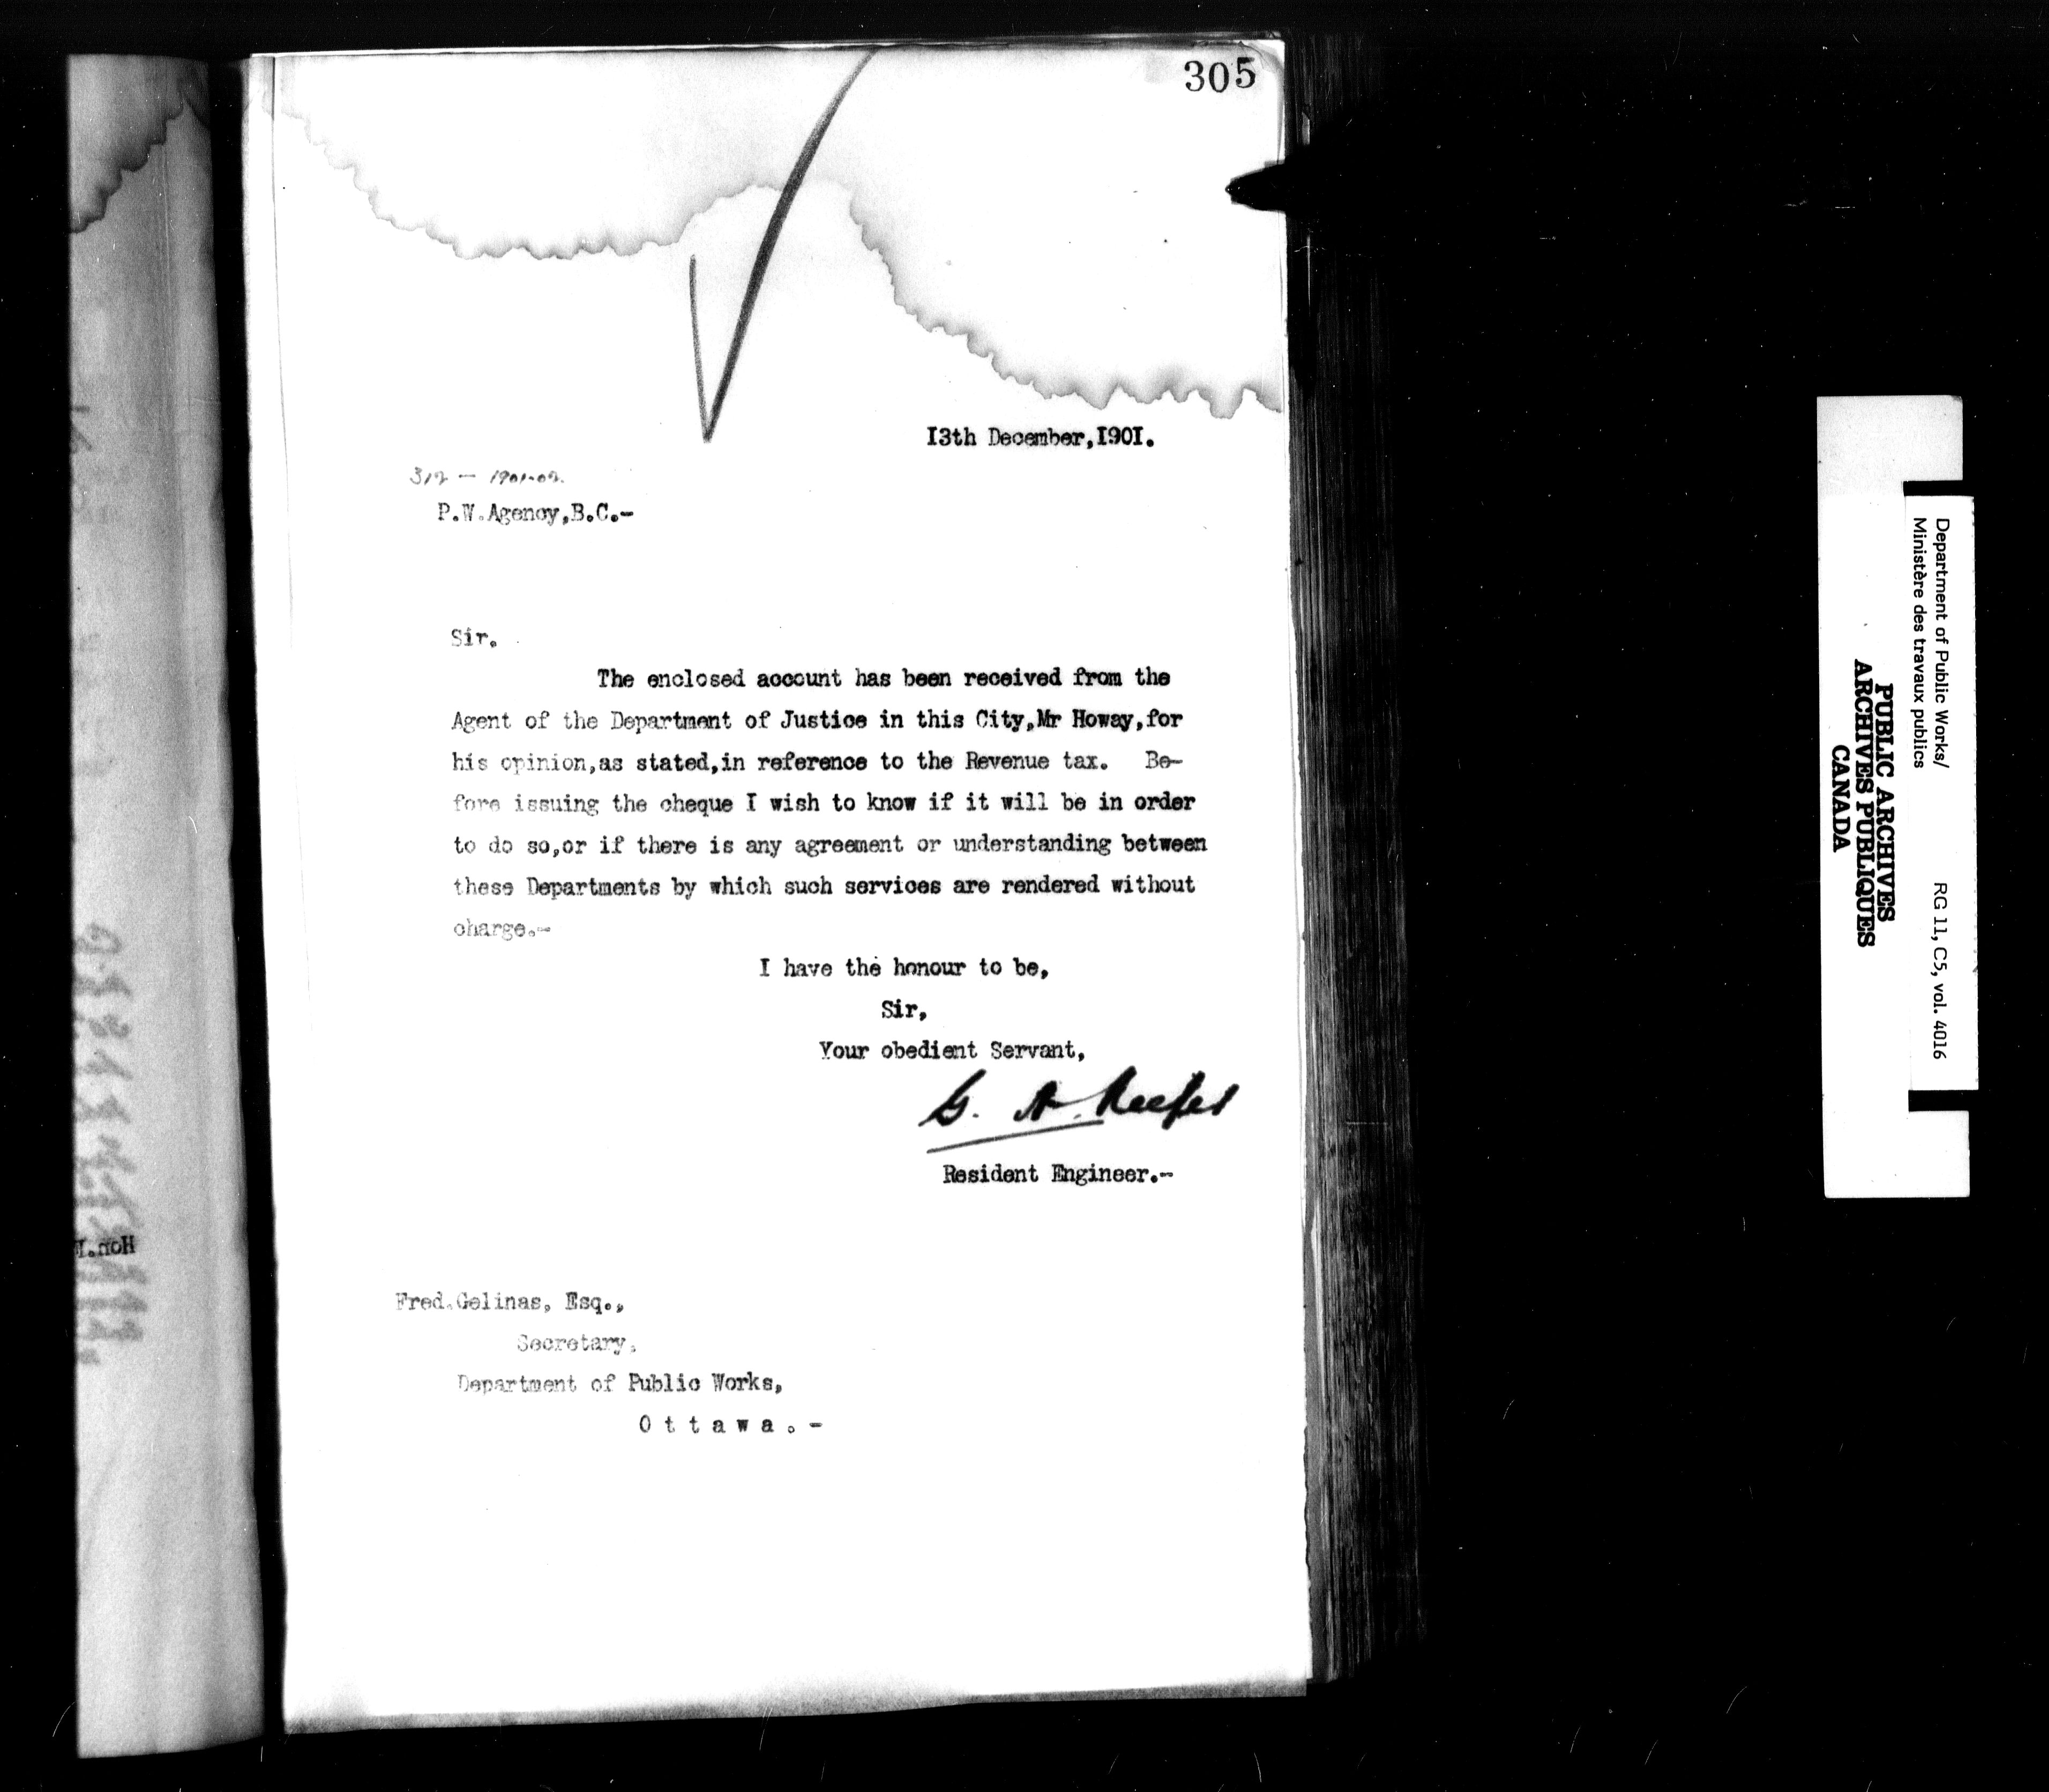 305
13th December,1901.
312 - 1901-02.
P.W.Agency,B.C.-
Sir.
The enclosed account has been received from the
Agent of the Department of Justice in this City,Mr Howay,for
his opinion,as stated,in reference to the Revenue tax. Be-
fore issuing the cheque I wish to know if it will be in order
to do so,or if there is any agreement or understanding between
these Departments by which such services are rendered without
charge.-
I have the honour to be,
Sir,
Your obedient Servant,
G. A. Keefer
Resident Engineer.-
Fred.Gelinas, Esq.,
Secretary.
Department of Public Works,
Ottawa.-
Hon.
Department of Public Works/
Ministère des travaux publics
RG 11, C5, vol. 4016
PUBLIC ARCHIVES
ARCHIVES PUBLIQUES
CANADA